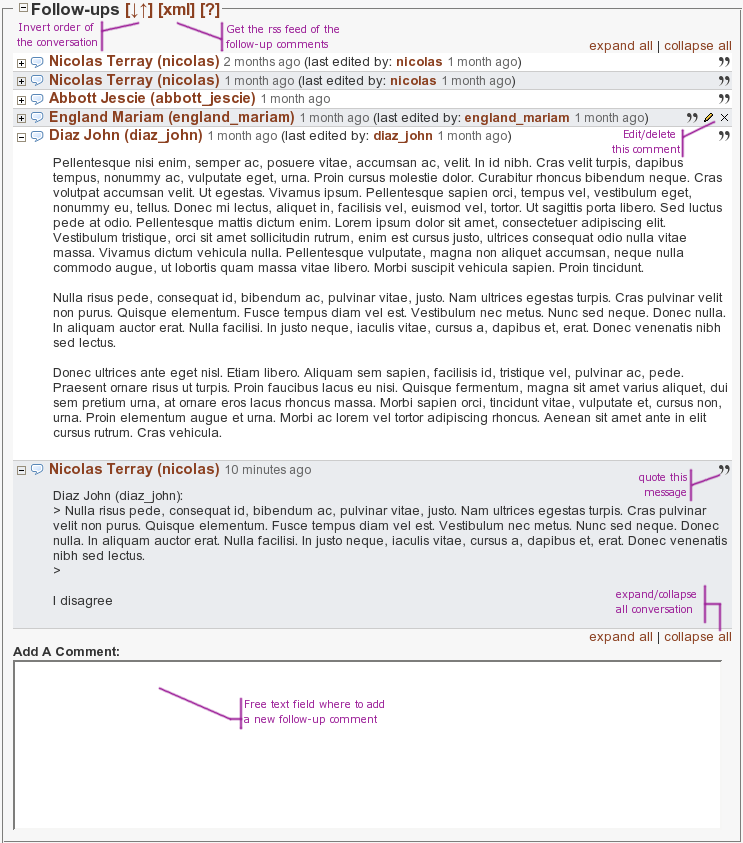 Follow-ups [↓↑] [xml] [?]
Invert order of
the conversation
Get the rss feed of the
follow-up comments
expand all | collapse all
Nicolas Terray (nicolas) 2 months ago (last edited by: nicolas 1 month ago)
Nicolas Terray (nicolas) 1 month ago (last edited by: nicolas 1 month ago)
Abbott Jescie (abbott_jescie) 1 month ago
England Mariam (england_mariam) 1 month ago (last edited by: england_mariam 1 month ago)
Diaz John (diaz_john) 1 month ago (last edited by: diaz_john 1 month ago)
Edit/delete
this comment
Pellentesque nisi enim, semper ac, posuere vitae, accumsan ac, velit. In id nibh. Cras velit turpis, dapibus
tempus, nonummy ac, vulputate eget, urna. Proin cursus molestie dolor. Curabitur rhoncus bibendum neque. Cras
volutpat accumsan velit. Ut egestas. Vivamus ipsum. Pellentesque sapien orci, tempus vel, vestibulum eget,
nonummy eu, tellus. Donec mi lectus, aliquet in, facilisis vel, euismod vel, tortor. Ut sagittis porta libero. Sed luctus
pede at odio. Pellentesque mattis dictum enim. Lorem ipsum dolor sit amet, consectetuer adipiscing elit.
Vestibulum tristique, orci sit amet sollicitudin rutrum, enim est cursus justo, ultrices consequat odio nulla vitae
massa. Vivamus dictum vehicula nulla. Pellentesque vulputate, magna non aliquet accumsan, neque nulla
commodo augue, ut lobortis quam massa vitae libero. Morbi suscipit vehicula sapien. Proin tincidunt.
Nulla risus pede, consequat id, bibendum ac, pulvinar vitae, justo. Nam ultrices egestas turpis. Cras pulvinar velit
non purus. Quisque elementum. Fusce tempus diam vel est. Vestibulum nec metus. Nunc sed neque. Donec nulla.
In aliquam auctor erat. Nulla facilisi. In justo neque, iaculis vitae, cursus a, dapibus et, erat. Donec venenatis nibh
sed lectus.
Donec ultrices ante eget nisl. Etiam libero. Aliquam sem sapien, facilisis id, tristique vel, pulvinar ac, pede.
Praesent ornare risus ut turpis. Proin faucibus lacus eu nisi. Quisque fermentum, magna sit amet varius aliquet, dui
sem pretium urna, at ornare eros lacus rhoncus massa. Morbi sapien orci, tincidunt vitae, vulputate et, cursus non,
urna. Proin elementum augue et urna. Morbi ac lorem vel tortor adipiscing rhoncus. Aenean sit amet ante in elit
cursus rutrum. Cras vehicula.
Nicolas Terray (nicolas) 10 minutes ago
quote this
message
Diaz John (diaz_john):
> Nulla risus pede, consequat id, bibendum ac, pulvinar vitae, justo. Nam ultrices egestas turpis. Cras pulvinar
velit non purus. Quisque elementum. Fusce tempus diam vel est. Vestibulum nec metus. Nunc sed neque. Donec
nulla. In aliquam auctor erat. Nulla facilisi. In justo neque, iaculis vitae, cursus a, dapibus et, erat. Donec venenatis
nibh sed lectus.
>
I disagree
expand/collapse
all conversation
expand all | collapse all
Add A Comment:
Free text field where to add
a new follow-up comment